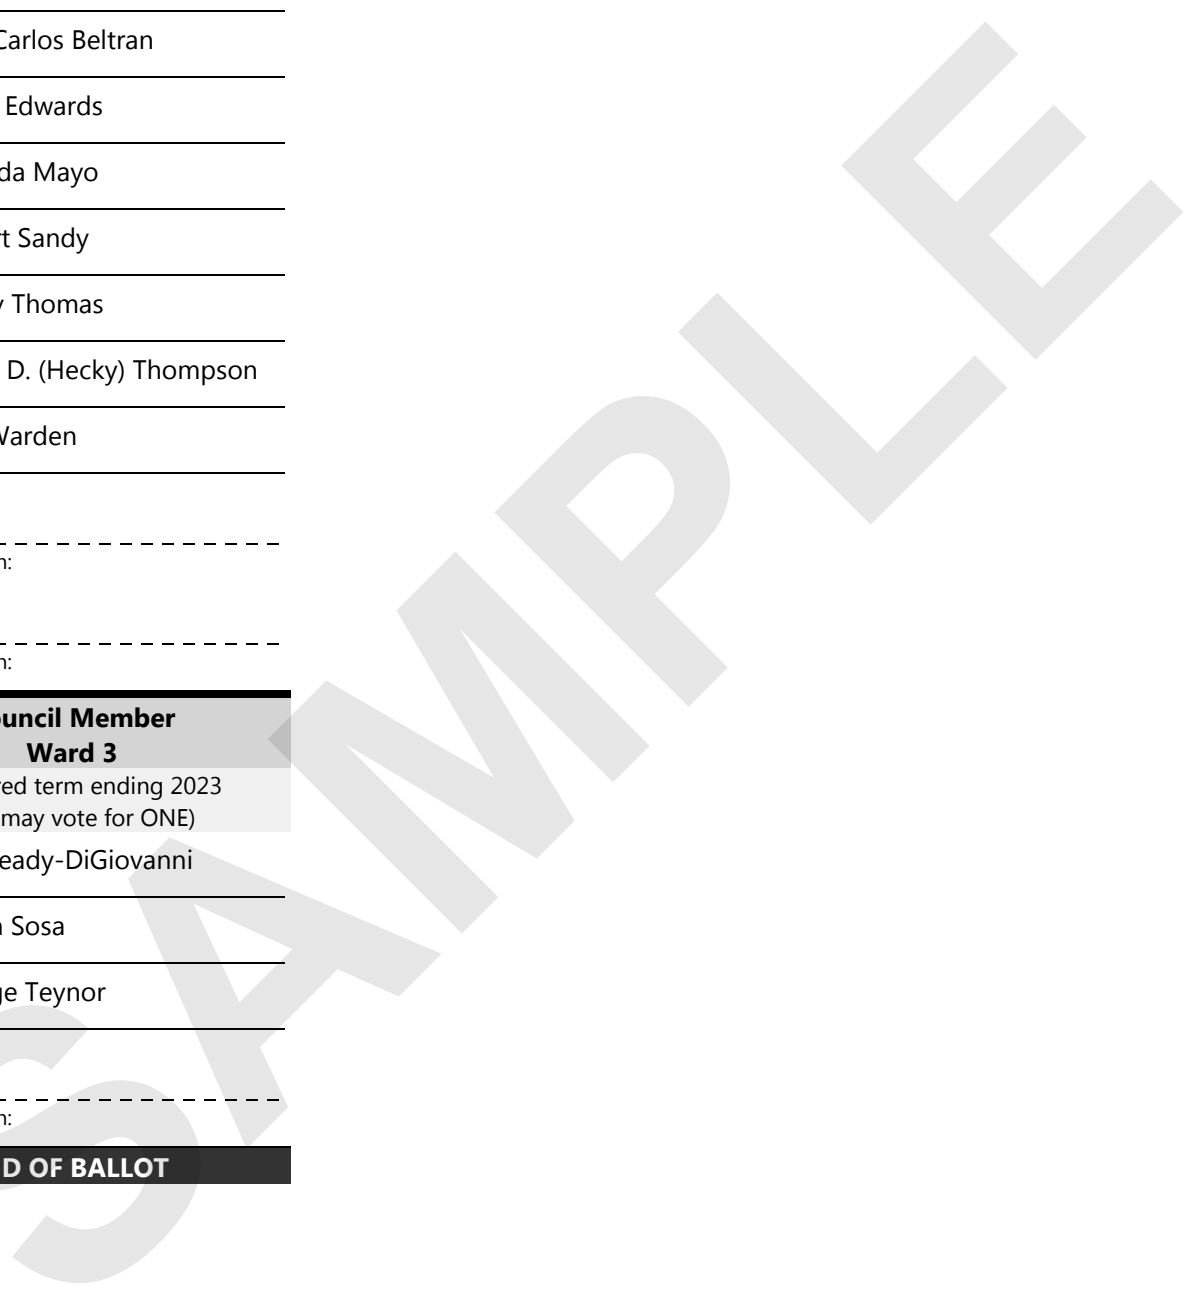 Carlos Beltran
Edwards
da Mayo
t Sandy
Thomas
D. (Hecky) Thompson
Warden
n:
n:
uncil Member
Ward 3
red term ending 2023
may vote for ONE)
eady-DiGiovanni
Sosa
ge Teynor
n:
D OF BALLOT
SAMPLE